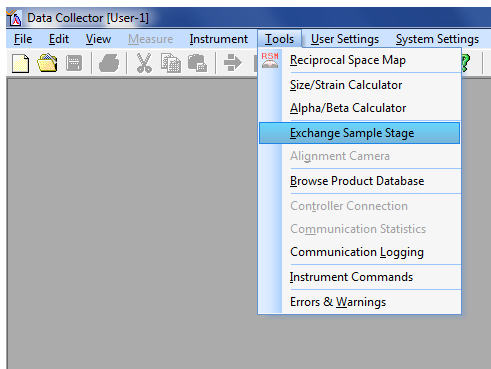 Data Collector [User-1]
File Edit View Measure Instrument Tools User Settings System Settings
RSM Reciprocal Space Map
Size/Strain Calculator
Alpha/Beta Calculator
Exchange Sample Stage
Alignment Camera
Browse Product Database
Controller Connection
Communication Statistics
Communication Logging
Instrument Commands
Errors & Warnings